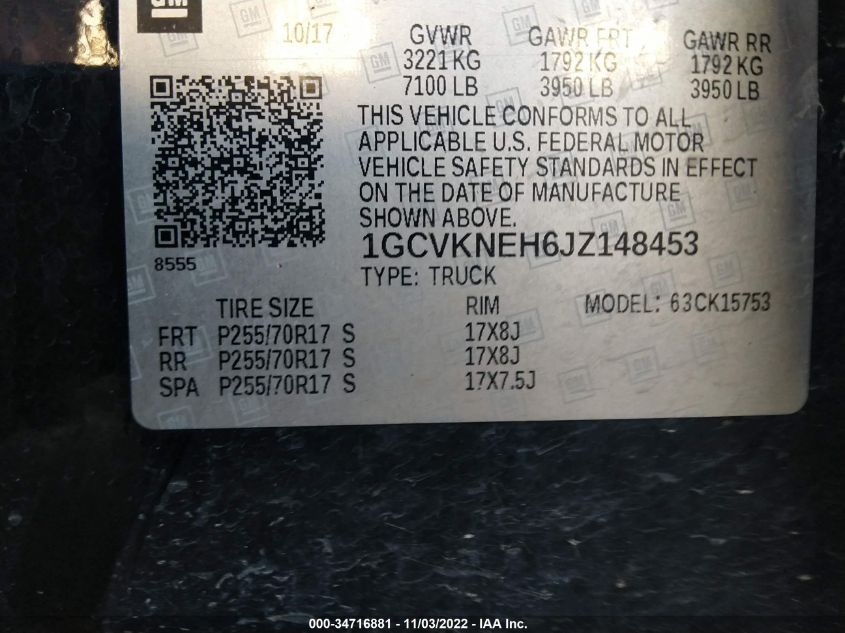 GM
10/17 GVWR GAWR FRT GAWR RR
3221 KG 1792 KG 1792 KG
7100 LB 3950 LB 3950 LB
THIS VEHICLE CONFORMS TO ALL
APPLICABLE U.S. FEDERAL MOTOR
VEHICLE SAFETY STANDARDS IN EFFECT
ON THE DATE OF MANUFACTURE
SHOWN ABOVE.
8555
1GCVKNEH6JZ148453
TYPE: TRUCK
TIRE SIZE RIM MODEL: 63CK15753
FRT P255/70R17 S 17X8J
RR P255/70R17 S 17X8J
SPA P255/70R17 S 17X7.5J
000-34716881 - 11/03/2022 - IAA Inc.